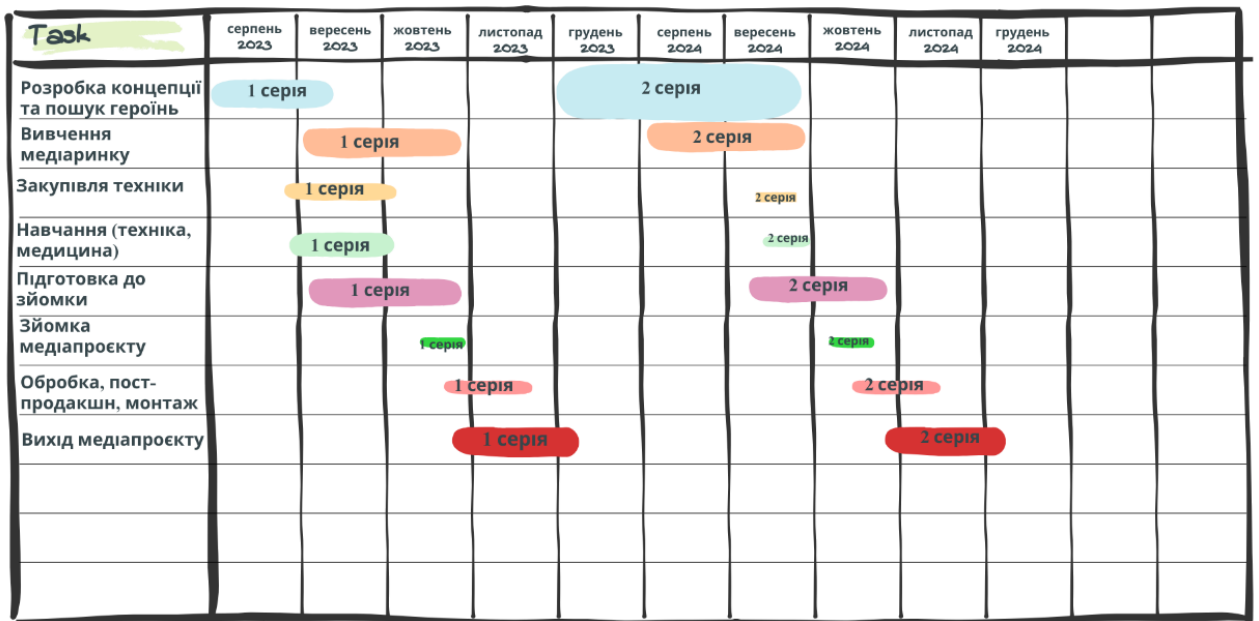 Task
серпень
2023
вересень
2023
жовтень
2023
листопад
2023
грудень
2023
серпень
2024
вересень
2024
жовтень
2024
листопад
2024
грудень
2024
Розробка концепції
та пошук героїнь
1 серія
2 серія
Вивчення
медіаринку
1 серія
2 серія
Закупівля техніки
1 серія
2 серія
Навчання (техніка,
медицина)
1 серія
2 серія
Підготовка до
зйомки
1 серія
2 серія
Зйомка
медіапроєкту
1 серія
2 серія
Обробка, пост-
продакшн, монтаж
1 серія
2 серія
Вихід медіапроєкту
1 серія
2 серія